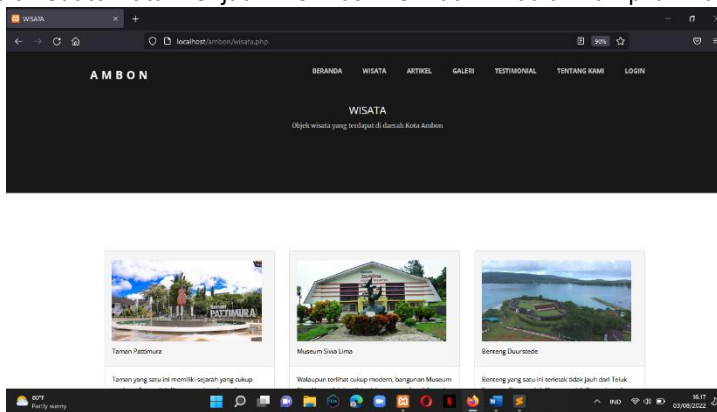 WISATA
localhost/ambon/wisata.php
90%
AMBON
BERANDA WISATA ARTIKEL GALERI TESTIMONIAL TENTANG KAMI LOGIN
WISATA
Objek wisata yang terdapat di daerah Kota Ambon
PATTIMURA
Taman Pattimura
Museum Siwa Lima
Benteng Duurstede
Taman yang satu ini memiliki sejarah yang cukup
Walaupun terlihat cukup modern, bangunan Museum
Benteng yang satu ini terletak tidak jauh dari Teluk
80°F
Partly sunny
IND
16.17
03/08/2022